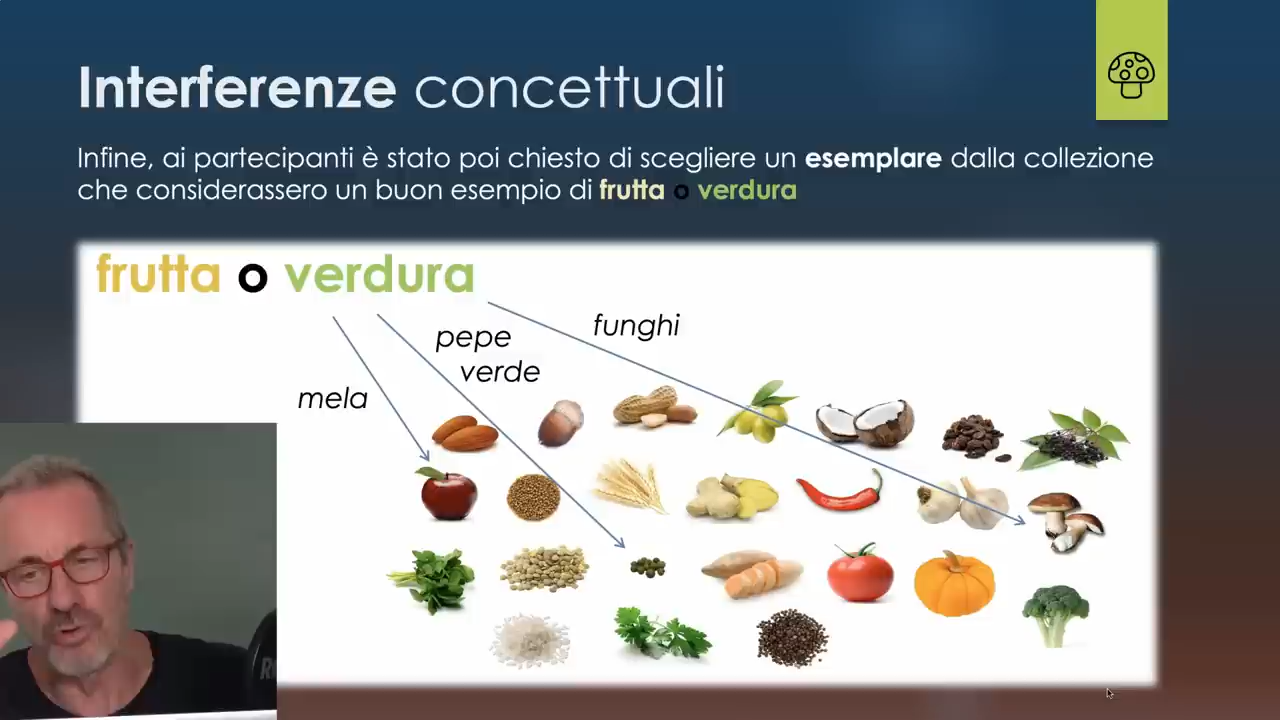 Interferenze concettuali
Infine, ai partecipanti è stato poi chiesto di scegliere un esemplare dalla collezione
che considerassero un buon esempio di frutta o verdura
frutta o verdura
funghi
pepe
verde
mela